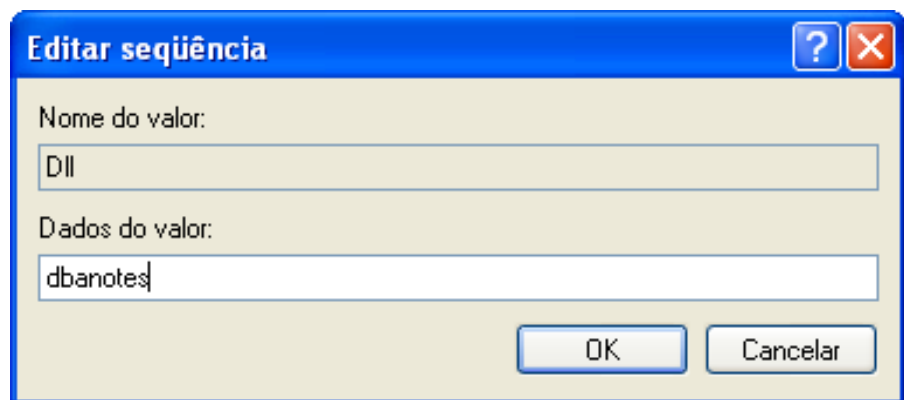 Editar seqüência
Nome do valor:
Dll
Dados do valor:
dbanotes
OK Cancelar